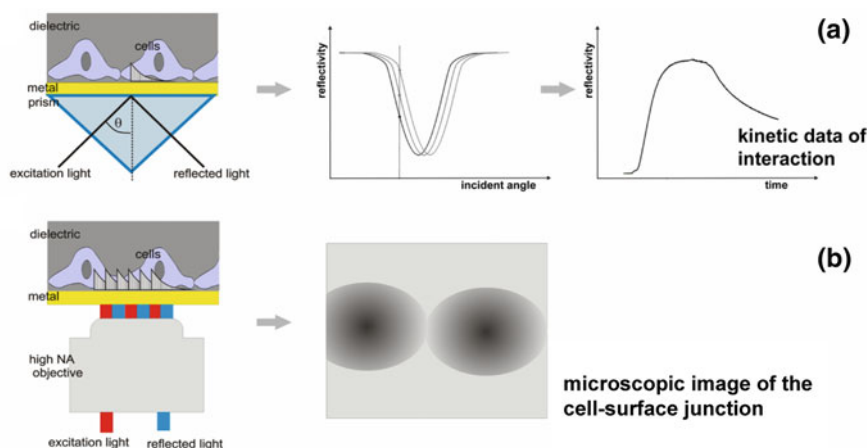 dielectric
cells
metal
prism
θ
excitation light
reflected light
reflectivity
incident angle
reflectivity
time
(a)
kinetic data of
interaction
dielectric
cells
metal
high NA
objective
excitation light
reflected light
(b)
microscopic image of the
cell-surface junction